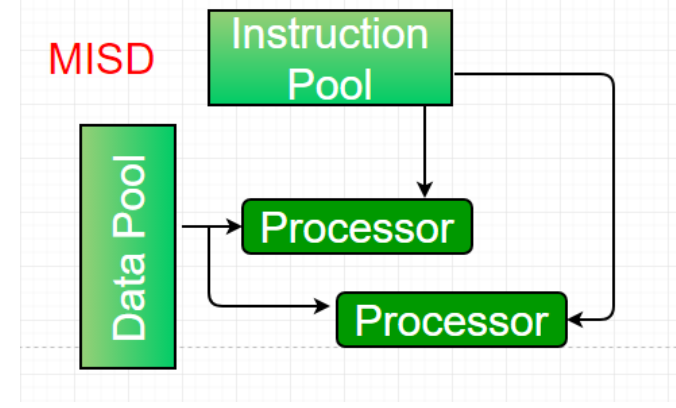 MISD
Instruction
Pool
Data Pool
Processor
Processor